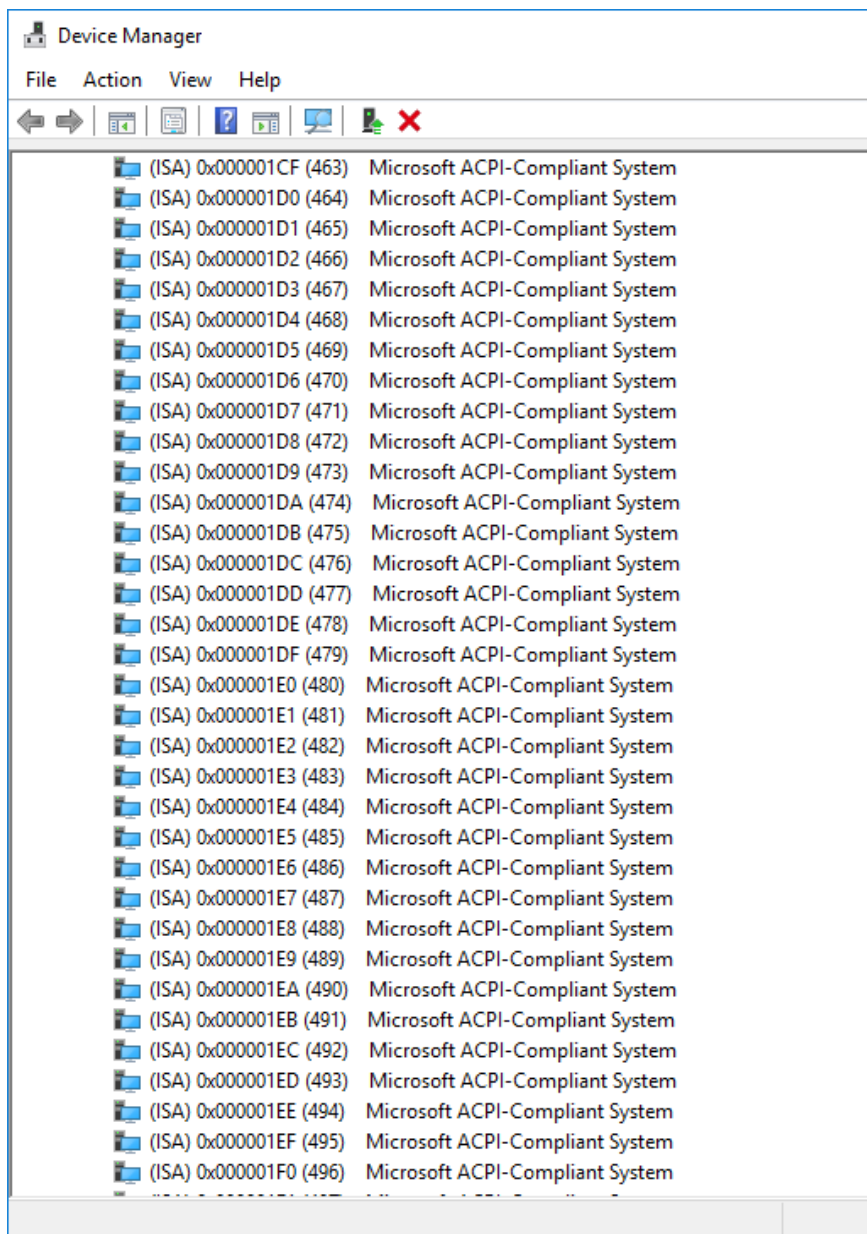 Device Manager
File Action View Help
(ISA) 0x000001CF (463) Microsoft ACPI-Compliant System
(ISA) 0x000001D0 (464) Microsoft ACPI-Compliant System
(ISA) 0x000001D1 (465) Microsoft ACPI-Compliant System
(ISA) 0x000001D2 (466) Microsoft ACPI-Compliant System
(ISA) 0x000001D3 (467) Microsoft ACPI-Compliant System
(ISA) 0x000001D4 (468) Microsoft ACPI-Compliant System
(ISA) 0x000001D5 (469) Microsoft ACPI-Compliant System
(ISA) 0x000001D6 (470) Microsoft ACPI-Compliant System
(ISA) 0x000001D7 (471) Microsoft ACPI-Compliant System
(ISA) 0x000001D8 (472) Microsoft ACPI-Compliant System
(ISA) 0x000001D9 (473) Microsoft ACPI-Compliant System
(ISA) 0x000001DA (474) Microsoft ACPI-Compliant System
(ISA) 0x000001DB (475) Microsoft ACPI-Compliant System
(ISA) 0x000001DC (476) Microsoft ACPI-Compliant System
(ISA) 0x000001DD (477) Microsoft ACPI-Compliant System
(ISA) 0x000001DE (478) Microsoft ACPI-Compliant System
(ISA) 0x000001DF (479) Microsoft ACPI-Compliant System
(ISA) 0x000001E0 (480) Microsoft ACPI-Compliant System
(ISA) 0x000001E1 (481) Microsoft ACPI-Compliant System
(ISA) 0x000001E2 (482) Microsoft ACPI-Compliant System
(ISA) 0x000001E3 (483) Microsoft ACPI-Compliant System
(ISA) 0x000001E4 (484) Microsoft ACPI-Compliant System
(ISA) 0x000001E5 (485) Microsoft ACPI-Compliant System
(ISA) 0x000001E6 (486) Microsoft ACPI-Compliant System
(ISA) 0x000001E7 (487) Microsoft ACPI-Compliant System
(ISA) 0x000001E8 (488) Microsoft ACPI-Compliant System
(ISA) 0x000001E9 (489) Microsoft ACPI-Compliant System
(ISA) 0x000001EA (490) Microsoft ACPI-Compliant System
(ISA) 0x000001EB (491) Microsoft ACPI-Compliant System
(ISA) 0x000001EC (492) Microsoft ACPI-Compliant System
(ISA) 0x000001ED (493) Microsoft ACPI-Compliant System
(ISA) 0x000001EE (494) Microsoft ACPI-Compliant System
(ISA) 0x000001EF (495) Microsoft ACPI-Compliant System
(ISA) 0x000001F0 (496) Microsoft ACPI-Compliant System